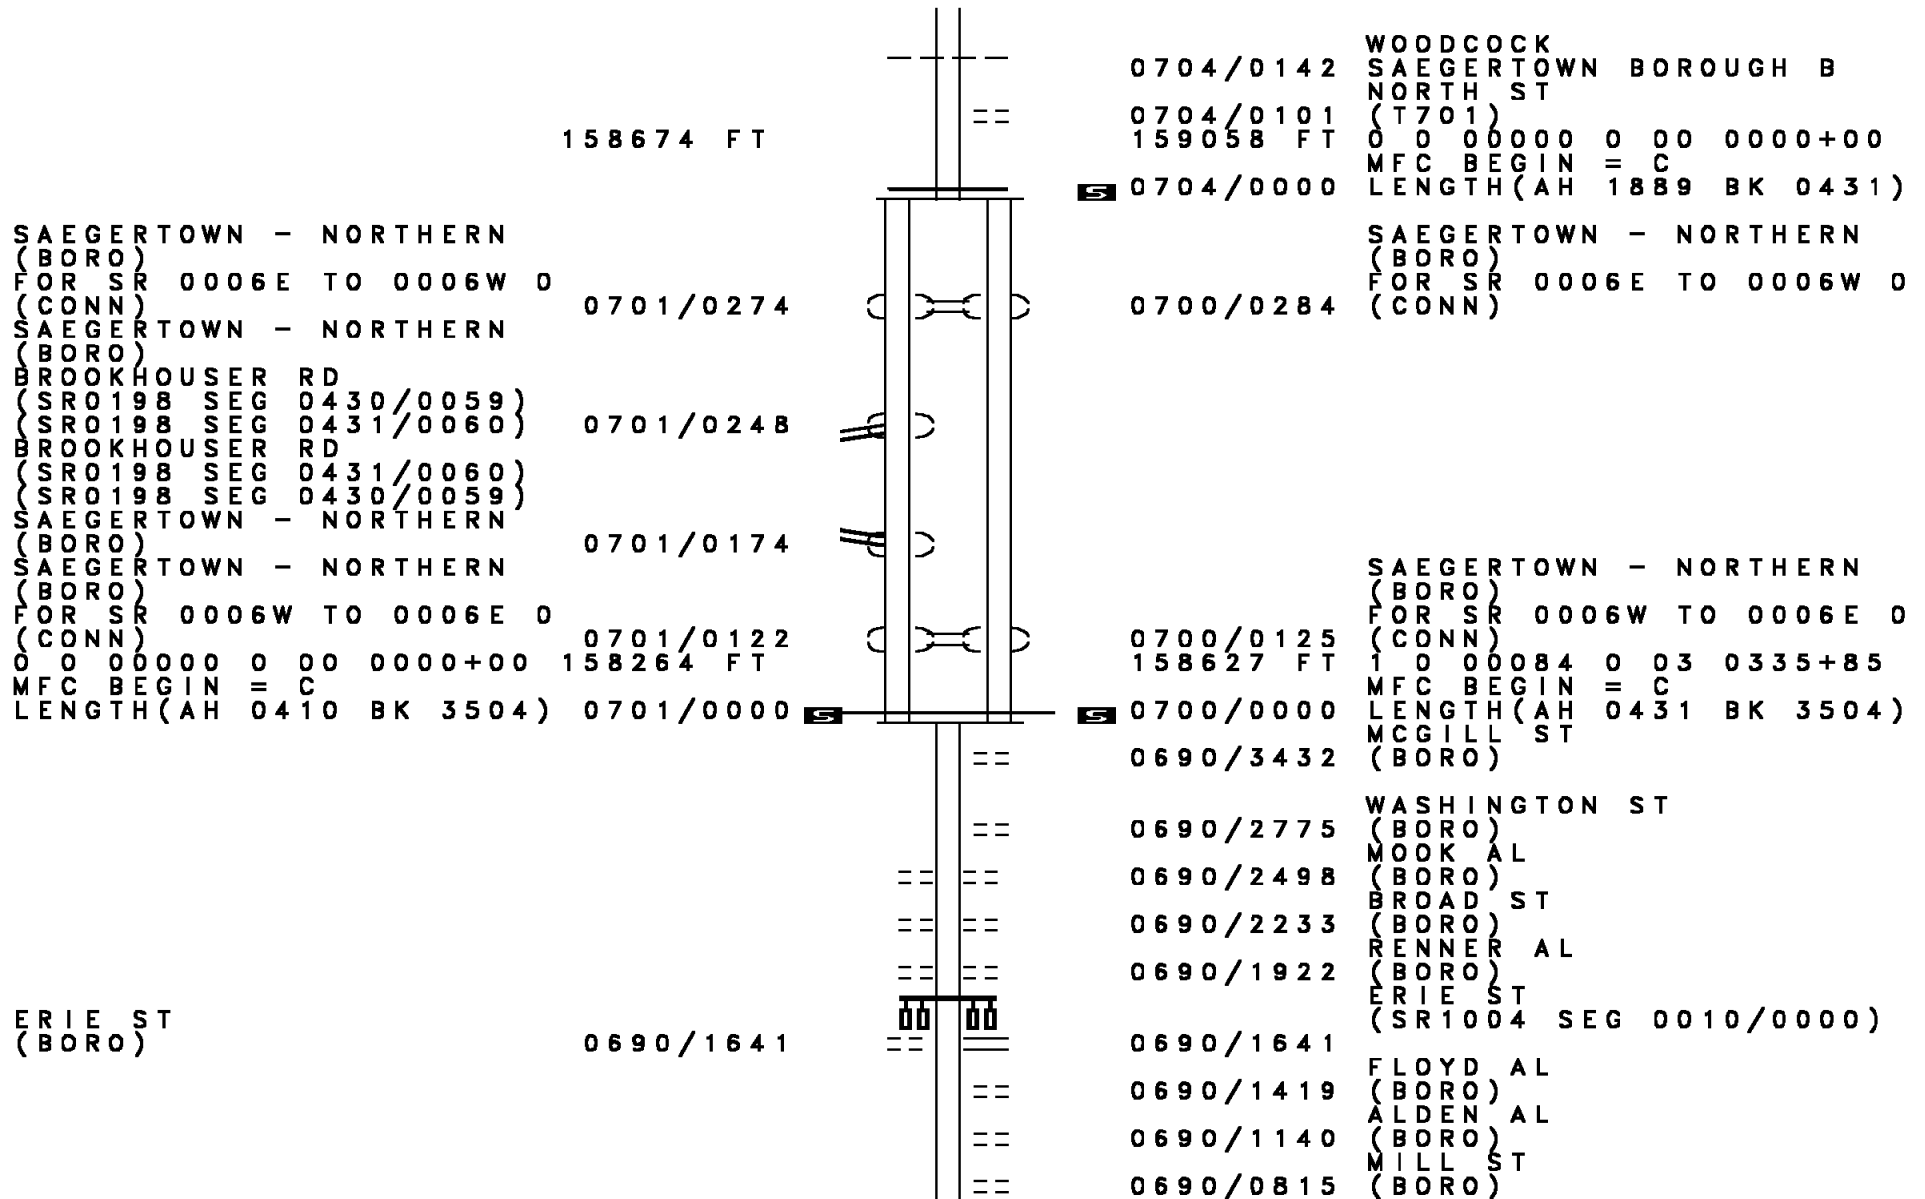 WOODCOCK
0704/0142 SAEGERTOWN BOROUGH B
NORTH ST
0704/0101 (T701)
158674 FT 159058 FT 0 0 00000 0 00 0000+00
MFC BEGIN = C
S 0704/0000 LENGTH(AH 1889 BK 0431)
SAEGERTOWN - NORTHERN SAEGERTOWN - NORTHERN
(BORO) (BORO)
FOR SR 0006E TO 0006W 0 FOR SR 0006E TO 0006W 0
(CONN) 0701/0274 0700/0284 (CONN)
SAEGERTOWN - NORTHERN
(BORO)
BROOKHOUSER RD
(SR0198 SEG 0430/0059)
(SR0198 SEG 0431/0060) 0701/0248
BROOKHOUSER RD
(SR0198 SEG 0431/0060)
(SR0198 SEG 0430/0059)
SAEGERTOWN - NORTHERN
(BORO) 0701/0174
SAEGERTOWN - NORTHERN SAEGERTOWN - NORTHERN
(BORO) (BORO)
FOR SR 0006W TO 0006E 0 FOR SR 0006W TO 0006E 0
(CONN) 0701/0122 0700/0125 (CONN)
0 0 00000 0 00 0000+00 158264 FT 158627 FT 1 0 00084 0 03 0335+85
MFC BEGIN = C MFC BEGIN = C
LENGTH(AH 0410 BK 3504) 0701/0000 S S 0700/0000 LENGTH(AH 0431 BK 3504)
MCGILL ST
0690/3432 (BORO)
WASHINGTON ST
0690/2775 (BORO)
MOOK AL
0690/2498 (BORO)
BROAD ST
0690/2233 (BORO)
RENNER AL
0690/1922 (BORO)
ERIE ST
ERIE ST (SR1004 SEG 0010/0000)
(BORO) 0690/1641 0690/1641
FLOYD AL
0690/1419 (BORO)
ALDEN AL
0690/1140 (BORO)
MILL ST
0690/0815 (BORO)